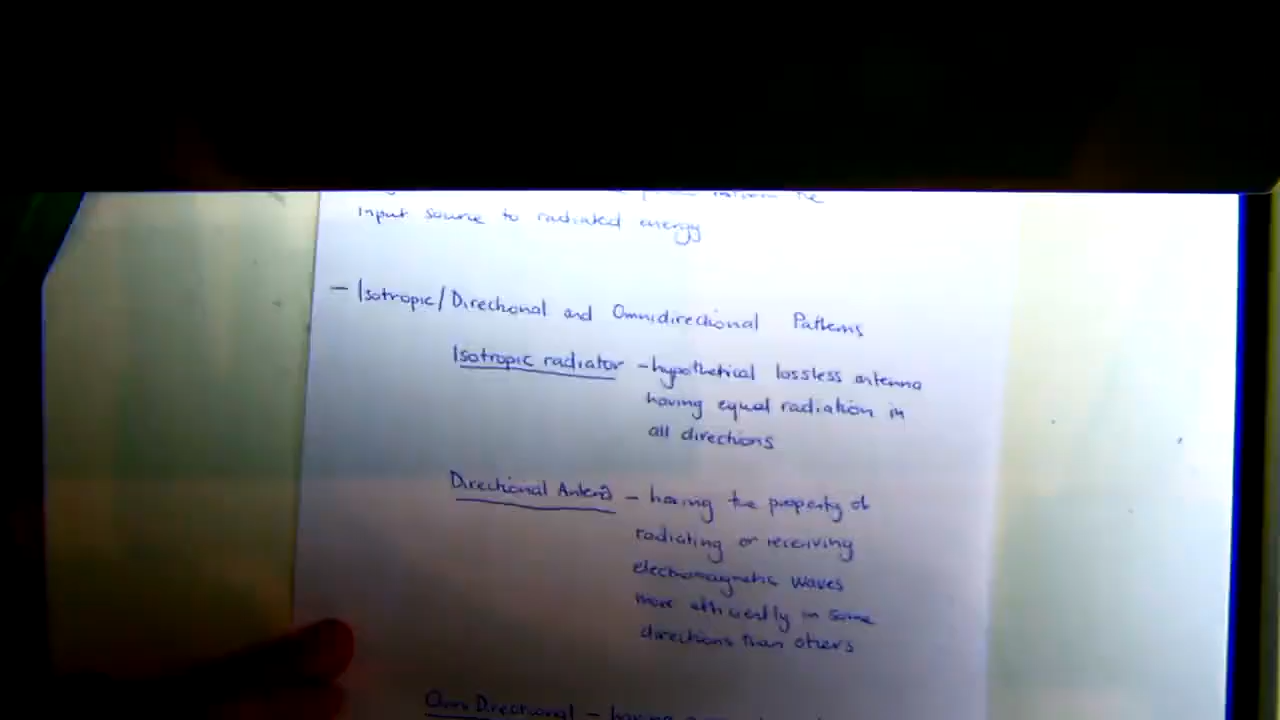 the
Input source to radiated energy
- Isotropic/Directional and Omnidirectional Patterns
Isotropic radiator - hypothetical lossless antenna
having equal radiation in
all directions
Directional - having the property of
radiating or receiving
electromagnetic waves
more efficiently in some
directions than others
Omni Directional - having